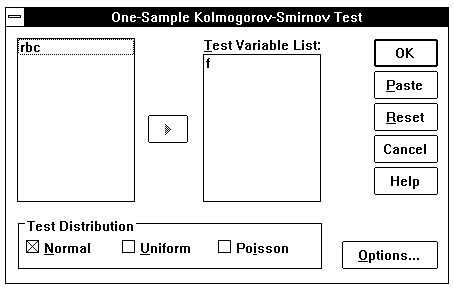 One-Sample Kolmogorov-Smirnov Test
rbc
Test Variable List:
f
OK
Paste
Reset
Cancel
Help
Test Distribution
Normal
Uniform
Poisson
Options...